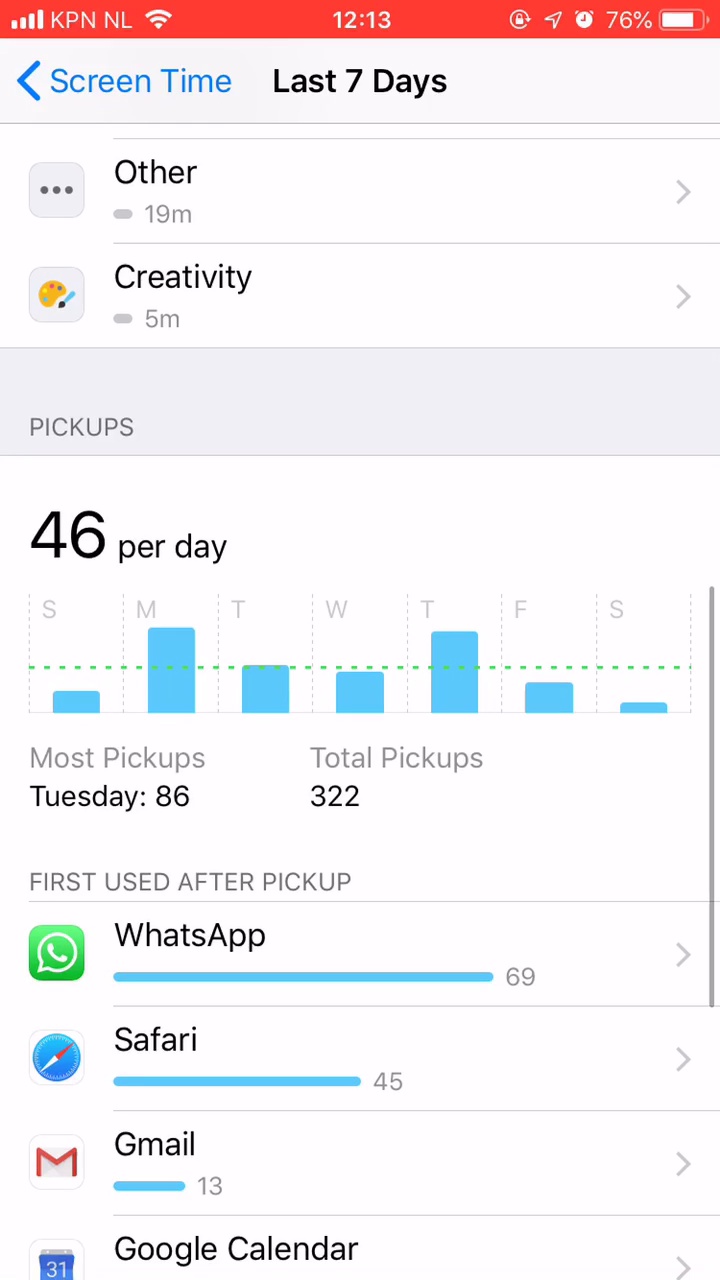 KPN NL 12:13 76%
Screen Time Last 7 Days
Other
19m
Creativity
5m
PICKUPS
46 per day
S M T W T F S
Most Pickups Total Pickups
Tuesday: 86 322
FIRST USED AFTER PICKUP
WhatsApp
69
Safari
45
Gmail
13
Google Calendar
31